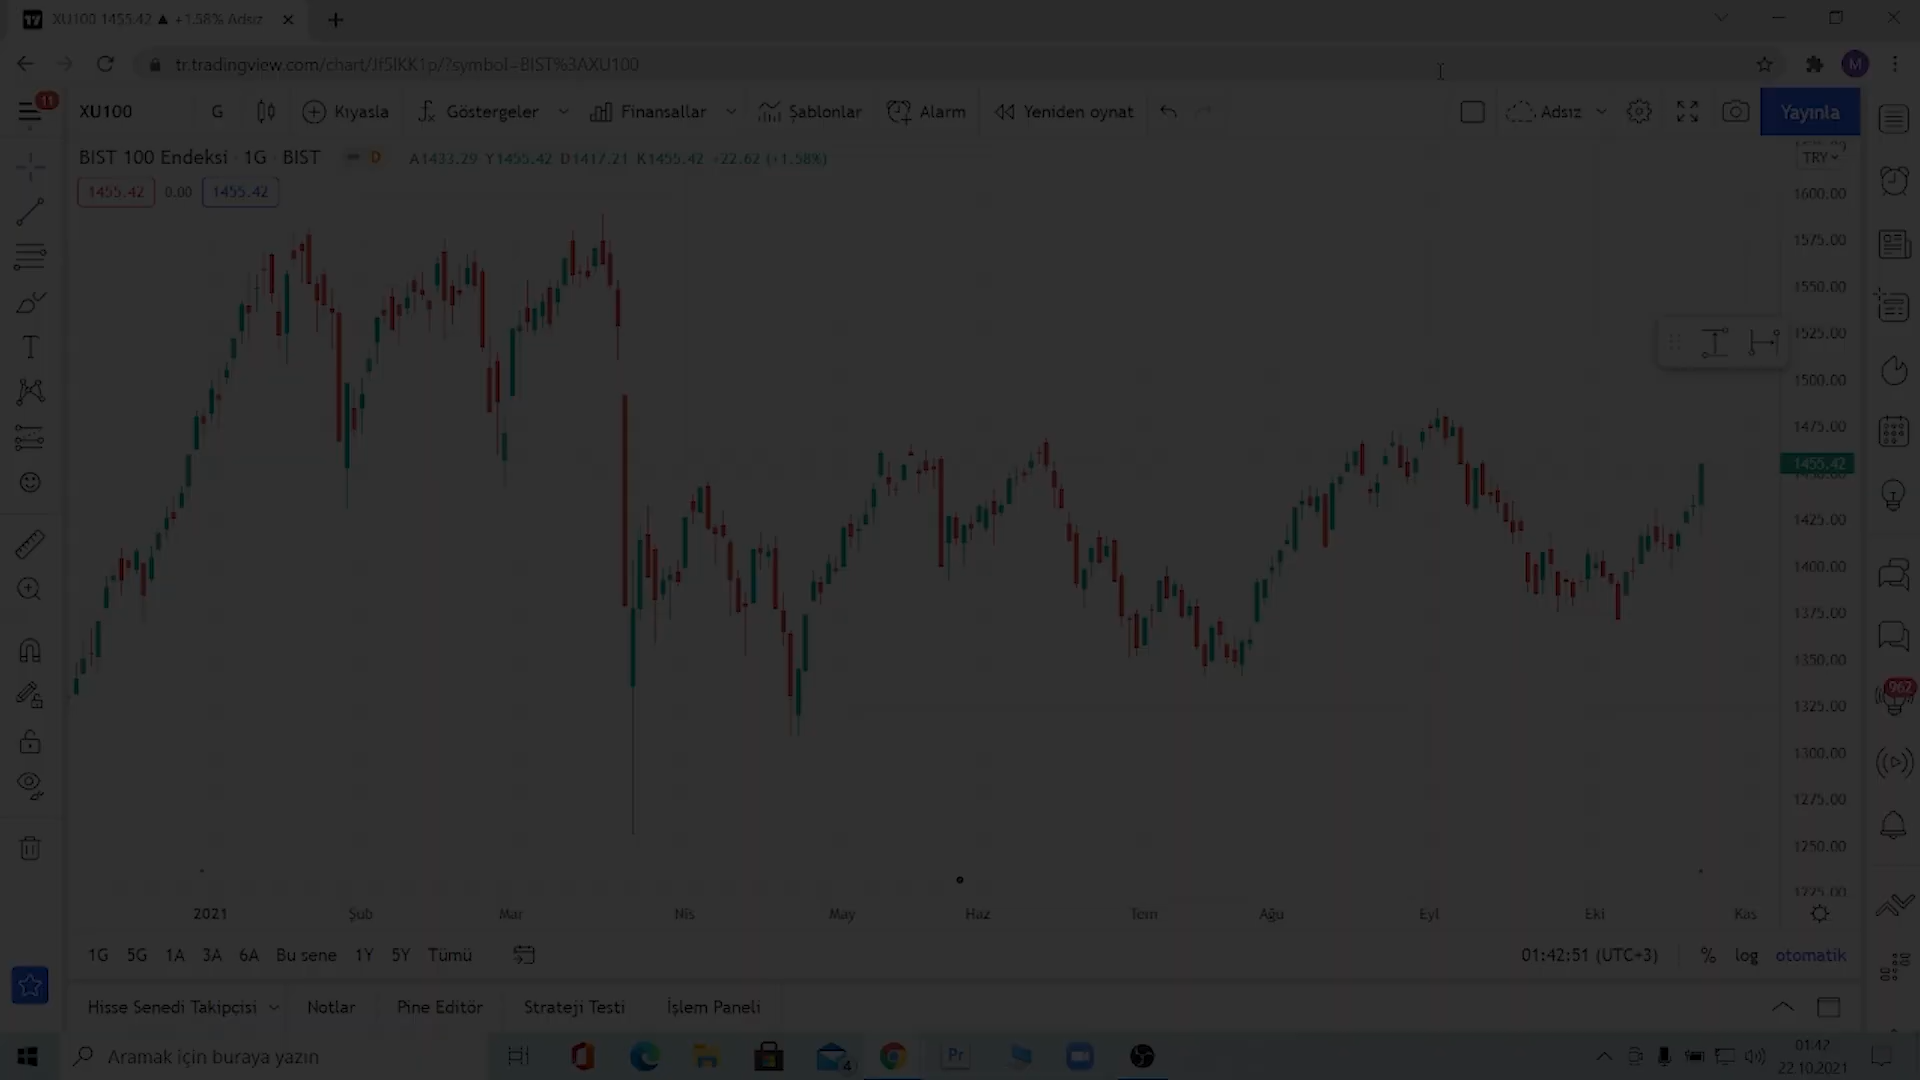 XU100 1455.42 ▲ +1.58% Adsız
tr.tradingview.com/chart/Jf5lKK1p/?symbol=BIST%3AXU100
M
11
XU100
G
Kıyasla
Göstergeler
Finansallar
Şablonlar
Alarm
Yeniden oynat
Adsız
Yayınla
BIST 100 Endeksi · 1G · BIST
D
A1433.29 Y1455.42 D1417.21 K1455.42 +22.62 (+1.58%)
TRY
1455.42
0.00
1455.42
1600.00
1575.00
1550.00
1525.00
1500.00
1475.00
1455.42
1425.00
1400.00
1375.00
1350.00
1325.00
1300.00
1275.00
1250.00
1225.00
962
2021
Şub
Mar
Nis
May
Haz
Tem
Ağu
Eyl
Eki
Kas
1G 5G 1A 3A 6A Bu sene 1Y 5Y Tümü
01:42:51 (UTC+3)
%
log
otomatik
Hisse Senedi Takipçisi
Notlar
Pine Editör
Strateji Testi
İşlem Paneli
Aramak için buraya yazın
4
Pr
01:42
22.10.2021